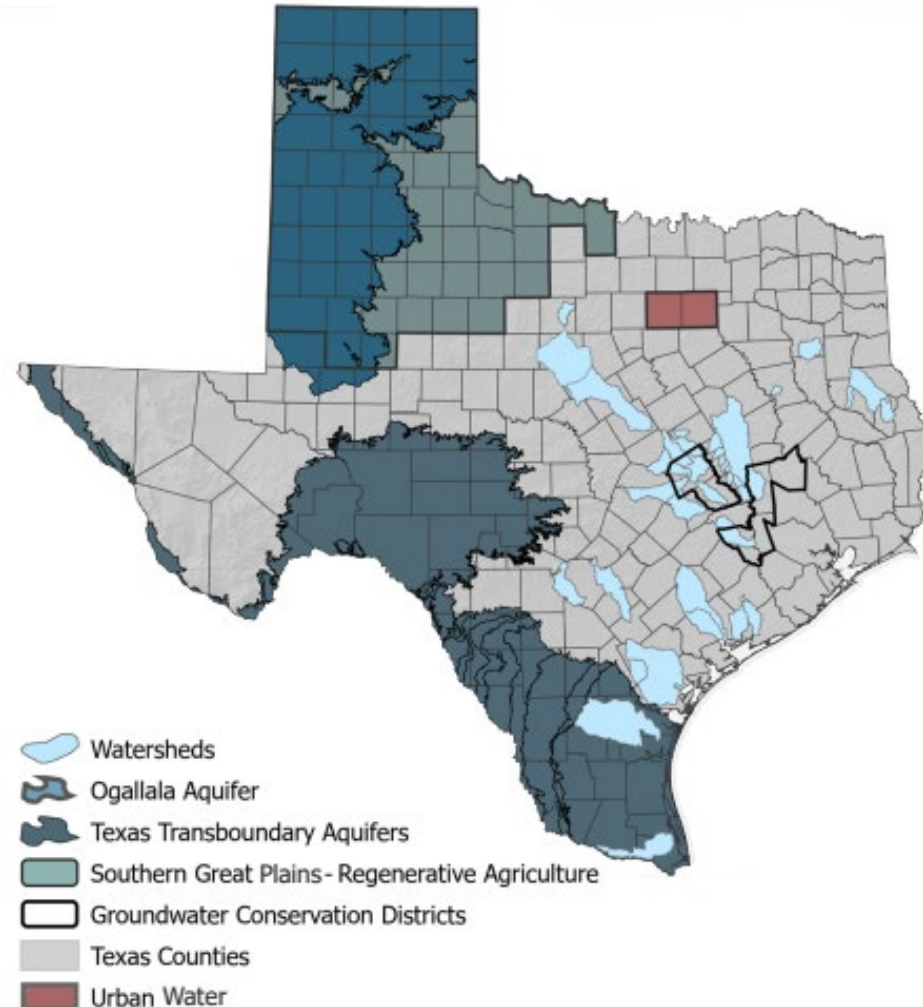 Watersheds
Ogallala Aquifer
Texas Transboundary Aquifers
Southern Great Plains - Regenerative Agriculture
Groundwater Conservation Districts
Texas Counties
Urban Water